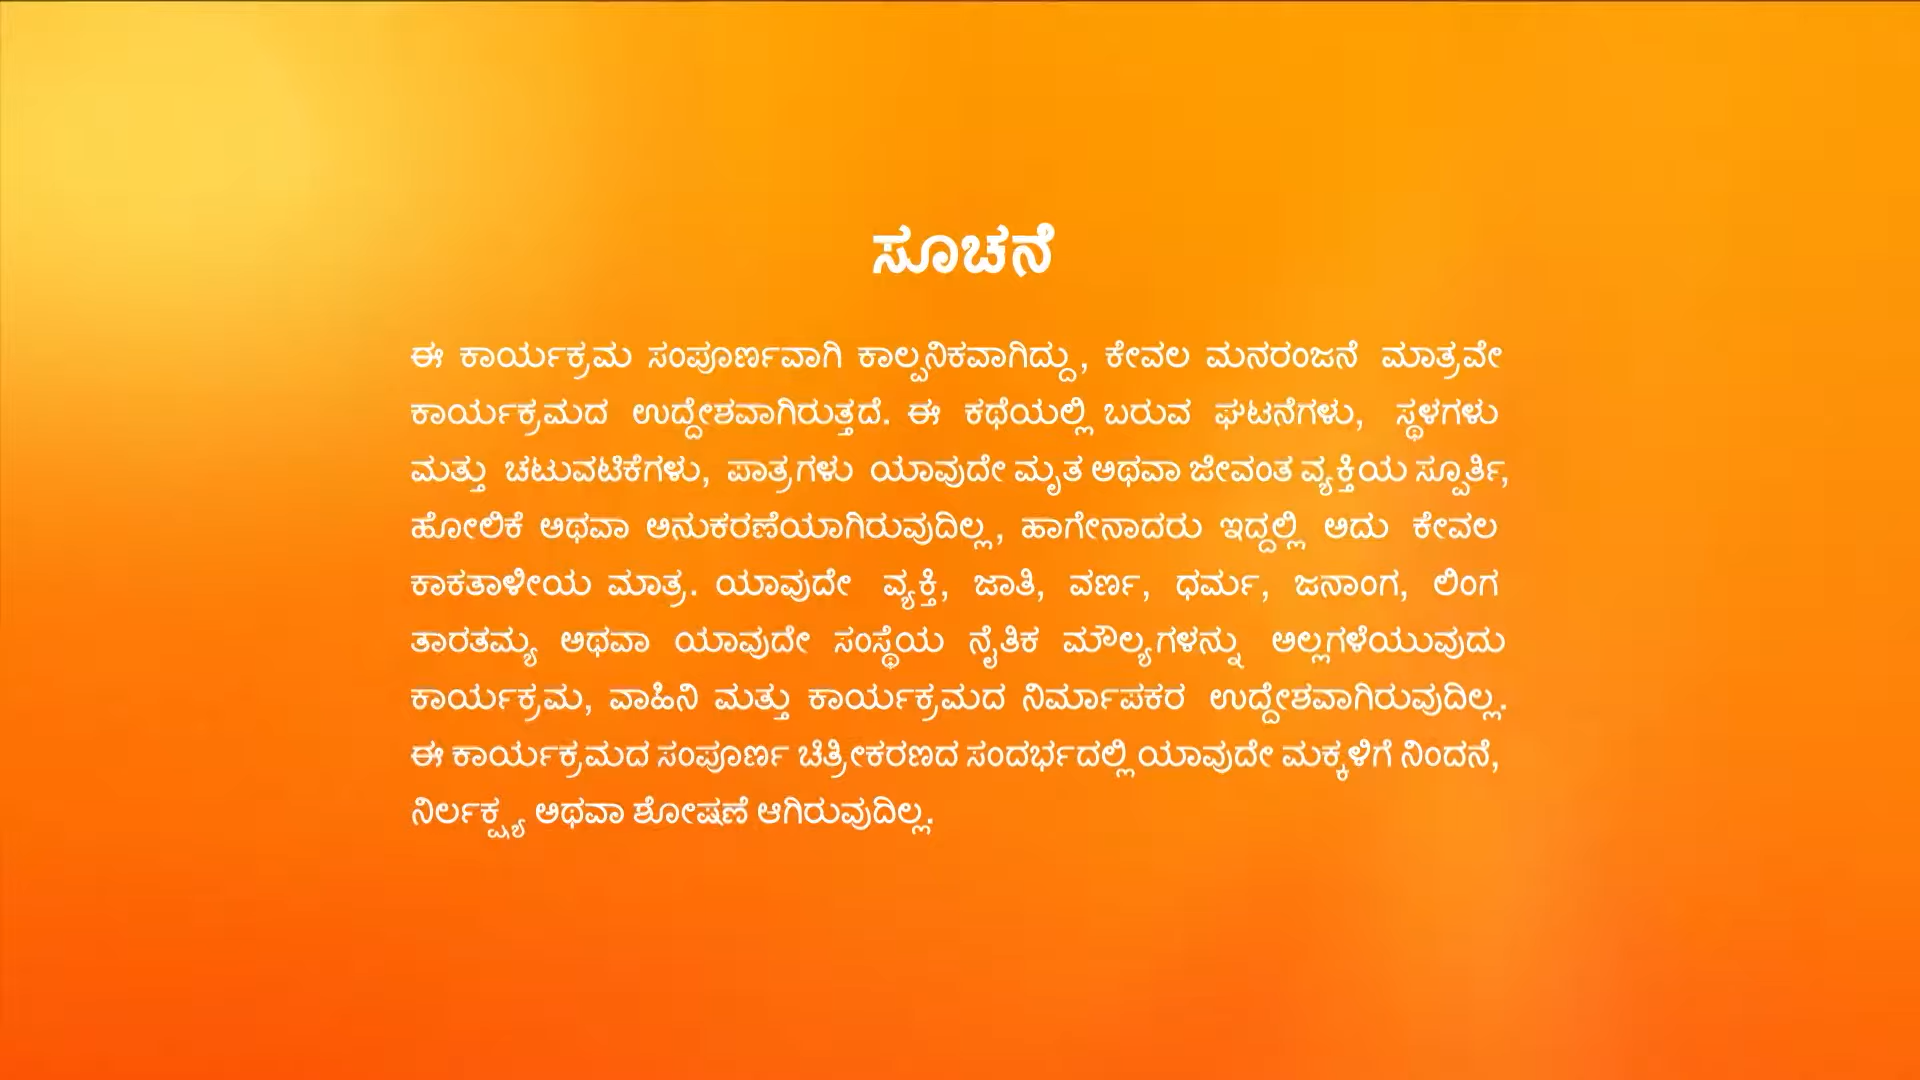 ಸೂಚನೆ
ಈ ಕಾರ್ಯಕ್ರಮ ಸಂಪೂರ್ಣವಾಗಿ ಕಾಲ್ಪನಿಕವಾಗಿದ್ದು, ಕೇವಲ ಮನರಂಜನೆ ಮಾತ್ರವೇ
ಕಾರ್ಯಕ್ರಮದ ಉದ್ದೇಶವಾಗಿರುತ್ತದೆ. ಈ ಕಥೆಯಲ್ಲಿ ಬರುವ ಘಟನೆಗಳು, ಸ್ಥಳಗಳು
ಮತ್ತು ಚಟುವಟಿಕೆಗಳು, ಪಾತ್ರಗಳು ಯಾವುದೇ ಮೃತ ಅಥವಾ ಜೀವಂತ ವ್ಯಕ್ತಿಯ ಸ್ಪೂರ್ತಿ,
ಹೋಲಿಕೆ ಅಥವಾ ಅನುಕರಣೆಯಾಗಿರುವುದಿಲ್ಲ, ಹಾಗೇನಾದರು ಇದ್ದಲ್ಲಿ ಅದು ಕೇವಲ
ಕಾಕತಾಳೀಯ ಮಾತ್ರ. ಯಾವುದೇ ವ್ಯಕ್ತಿ, ಜಾತಿ, ವರ್ಣ, ಧರ್ಮ, ಜನಾಂಗ, ಲಿಂಗ
ತಾರತಮ್ಯ ಅಥವಾ ಯಾವುದೇ ಸಂಸ್ಥೆಯ ನೈತಿಕ ಮೌಲ್ಯಗಳನ್ನು ಅಲ್ಲಗಳೆಯುವುದು
ಕಾರ್ಯಕ್ರಮ, ವಾಹಿನಿ ಮತ್ತು ಕಾರ್ಯಕ್ರಮದ ನಿರ್ಮಾಪಕರ ಉದ್ದೇಶವಾಗಿರುವುದಿಲ್ಲ.
ಈ ಕಾರ್ಯಕ್ರಮದ ಸಂಪೂರ್ಣ ಚಿತ್ರೀಕರಣದ ಸಂದರ್ಭದಲ್ಲಿ ಯಾವುದೇ ಮಕ್ಕಳಿಗೆ ನಿಂದನೆ,
ನಿರ್ಲಕ್ಷ್ಯ ಅಥವಾ ಶೋಷಣೆ ಆಗಿರುವುದಿಲ್ಲ.